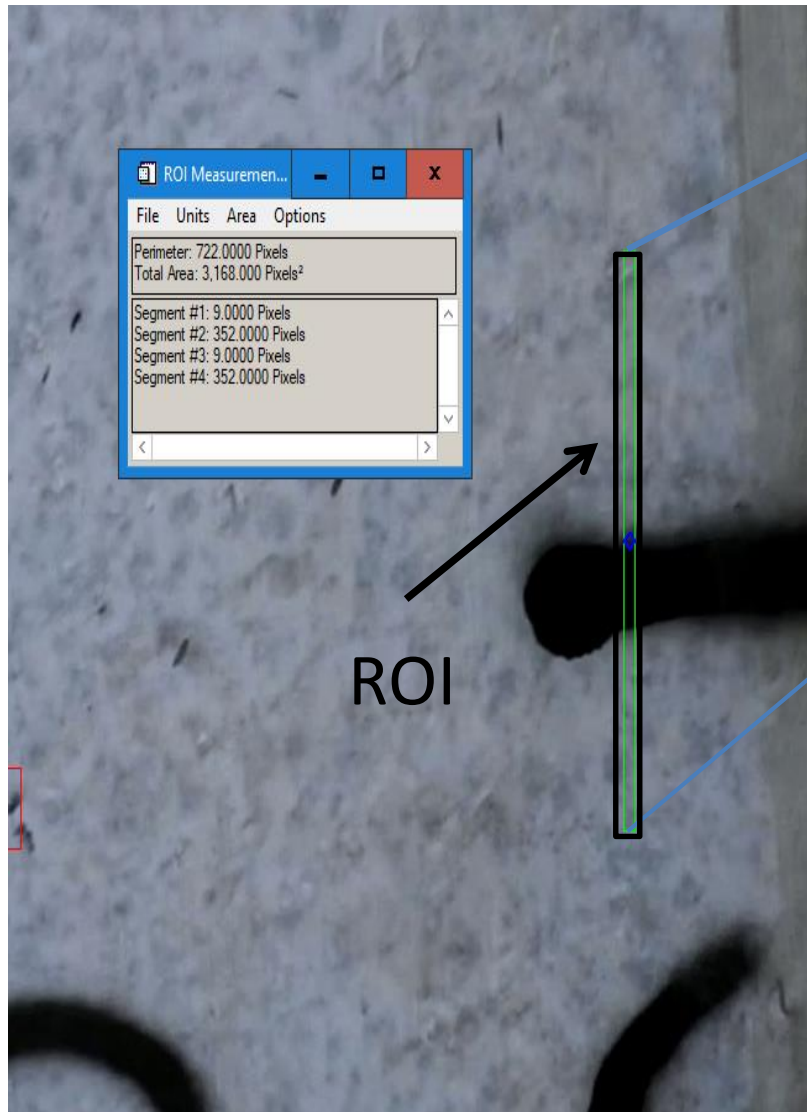 ROI Measuremen...
File Units Area Options
Perimeter: 722.0000 Pixels
Total Area: 3,168.000 Pixels²
Segment #1: 9.0000 Pixels
Segment #2: 352.0000 Pixels
Segment #3: 9.0000 Pixels
Segment #4: 352.0000 Pixels
ROI